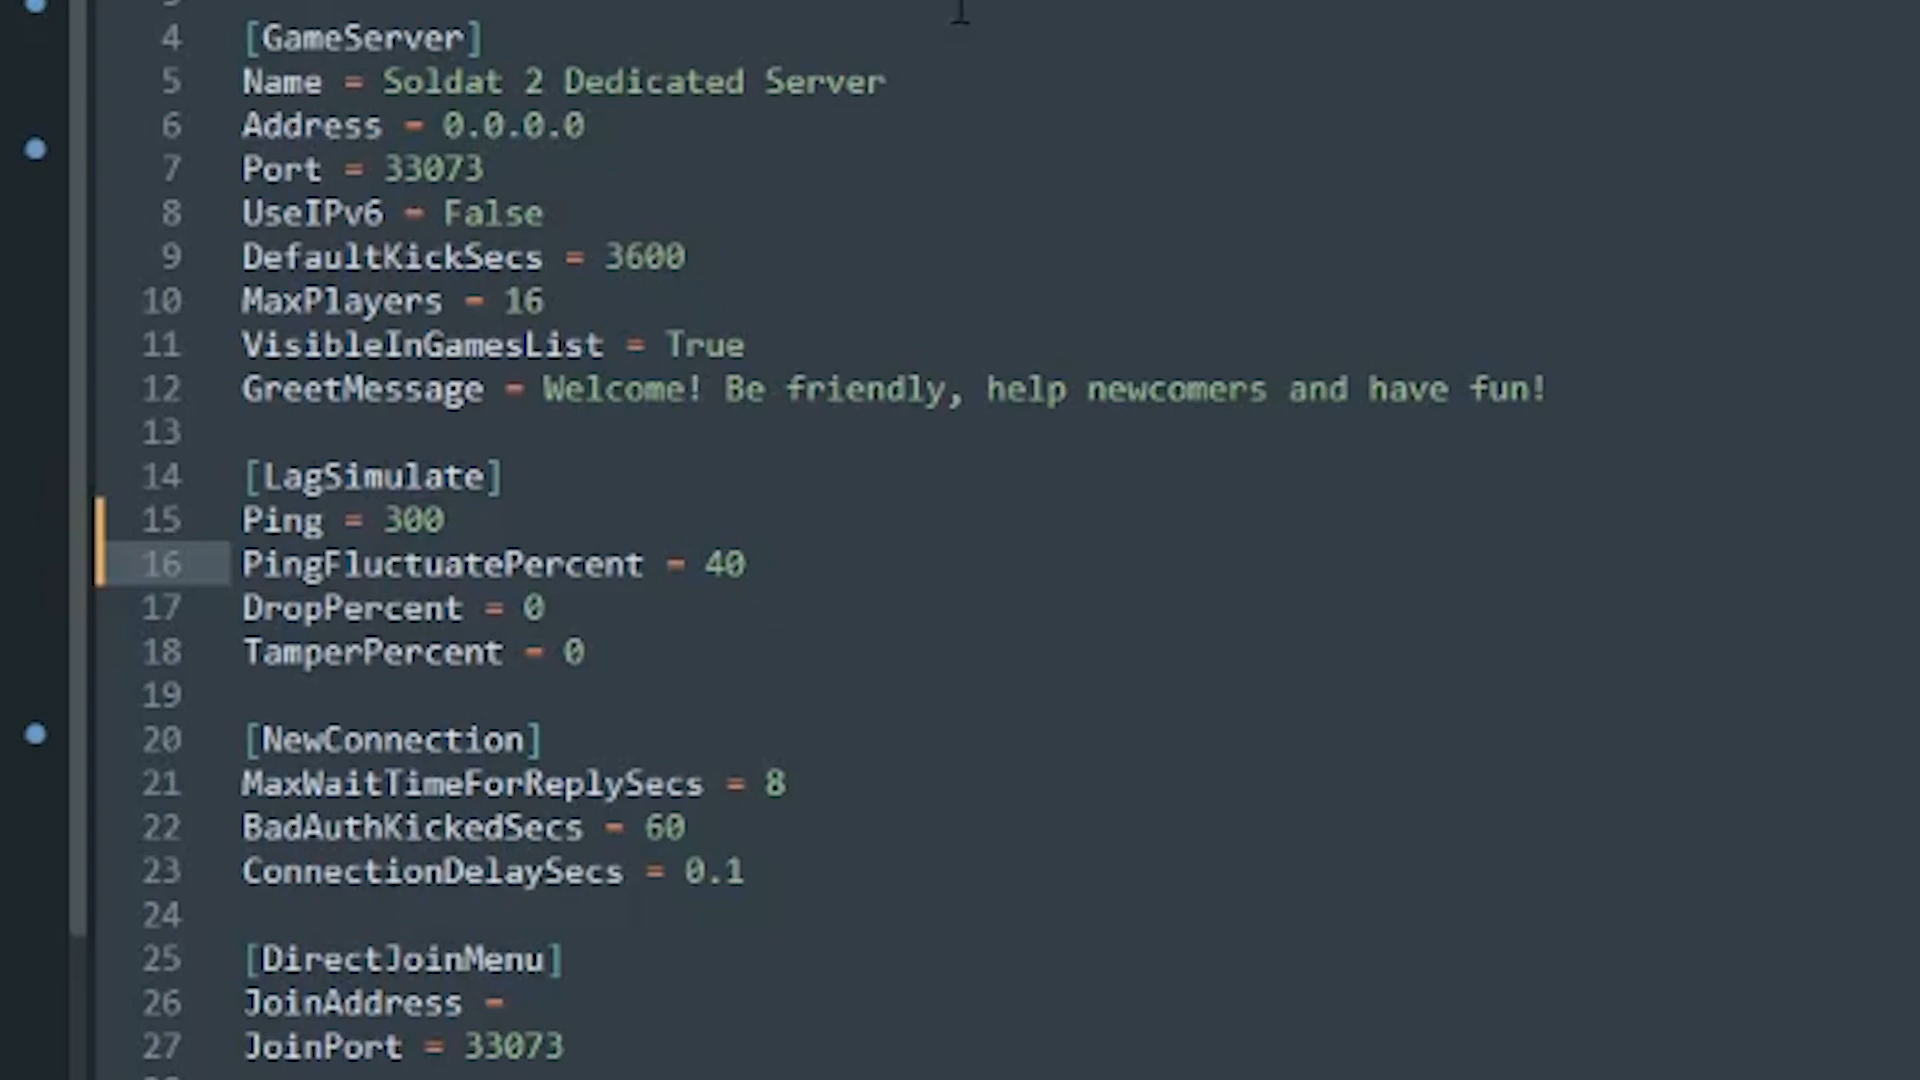 4 [GameServer]
5 Name = Soldat 2 Dedicated Server
6 Address = 0.0.0.0
7 Port = 33073
8 UseIPv6 = False
9 DefaultKickSecs = 3600
10 MaxPlayers = 16
11 VisibleInGamesList = True
12 GreetMessage = Welcome! Be friendly, help newcomers and have fun!
13
14 [LagSimulate]
15 Ping = 300
16 PingFluctuatePercent = 40
17 DropPercent = 0
18 TamperPercent = 0
19
20 [NewConnection]
21 MaxWaitTimeForReplySecs = 8
22 BadAuthKickedSecs = 60
23 ConnectionDelaySecs = 0.1
24
25 [DirectJoinMenu]
26 JoinAddress =
27 JoinPort = 33073